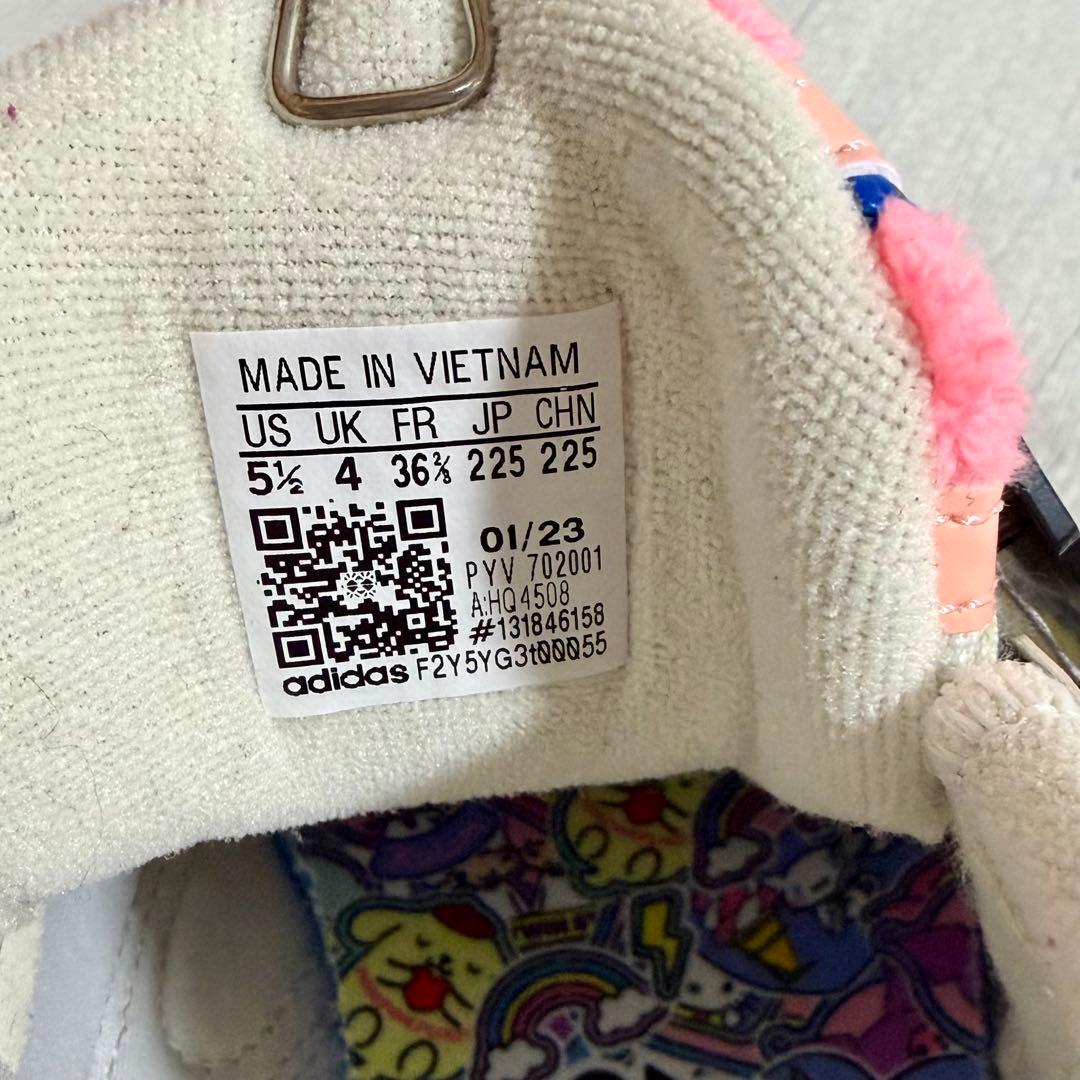 MADE IN VIETNAM
US UK FR JP CHN
5½ 4 36⅔ 225 225
01/23
PYV 702001
A:HQ4508
#131846158
adidas F2Y5YG3t00055